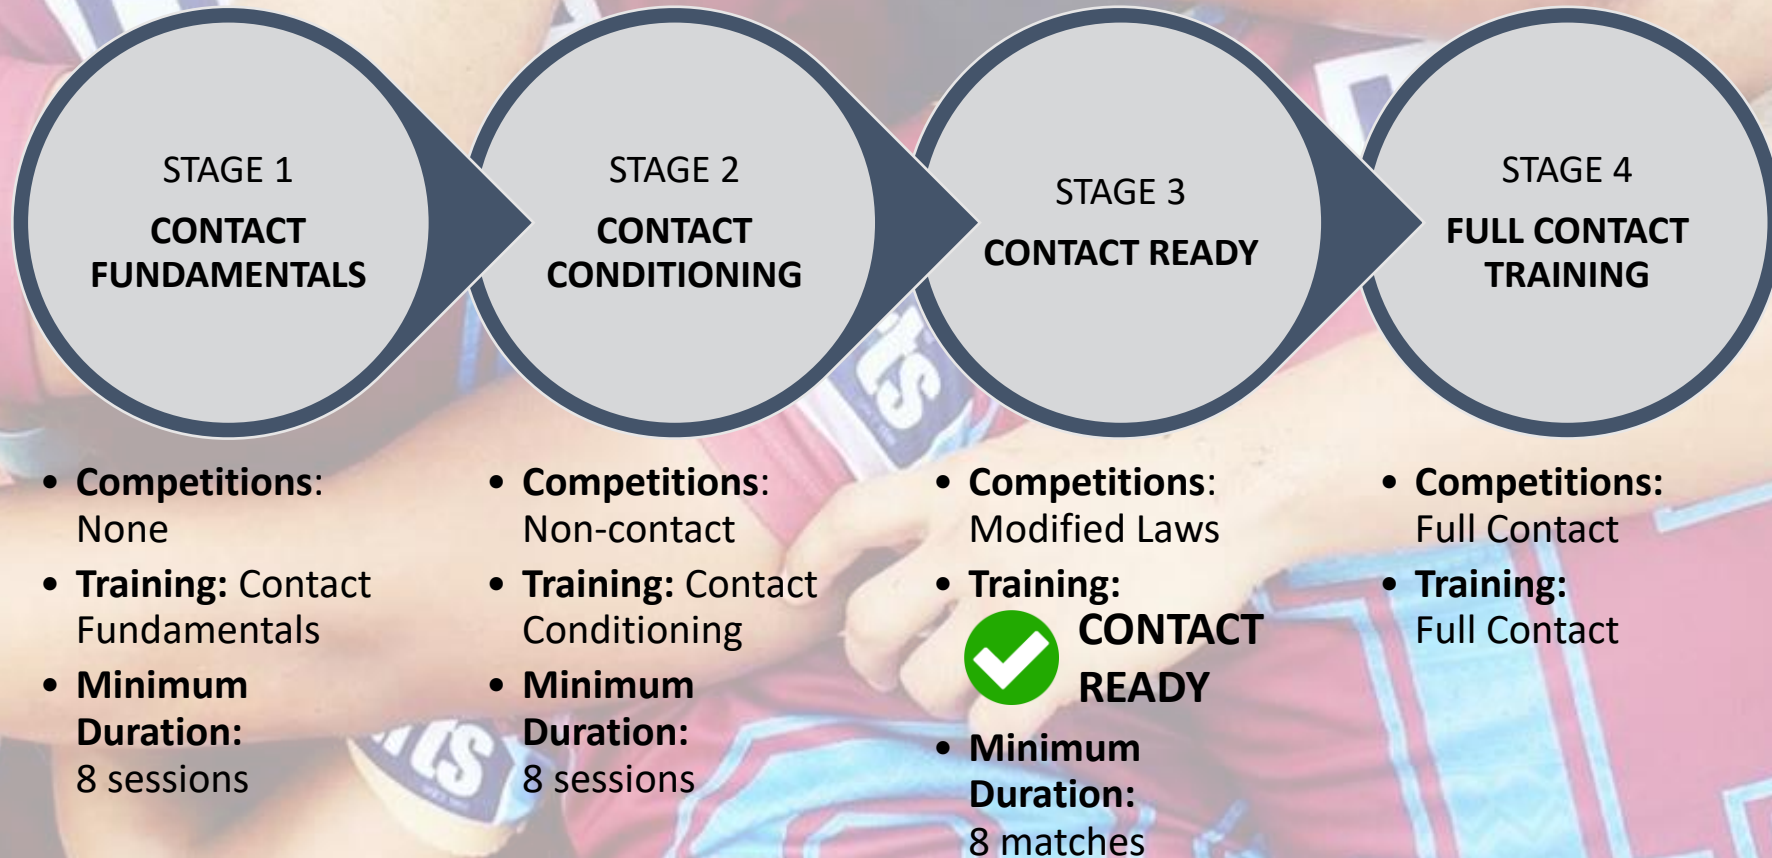 STAGE 1
CONTACT
FUNDAMENTALS
• Competitions:
None
• Training: Contact
Fundamentals
• Minimum
Duration:
8 sessions
STAGE 2
CONTACT
CONDITIONING
• Competitions:
Non-contact
• Training: Contact
Conditioning
• Minimum
Duration:
8 sessions
STAGE 3
CONTACT READY
• Competitions:
Modified Laws
• Training:
CONTACT
READY
• Minimum
Duration:
8 matches
STAGE 4
FULL CONTACT
TRAINING
• Competitions:
Full Contact
• Training:
Full Contact